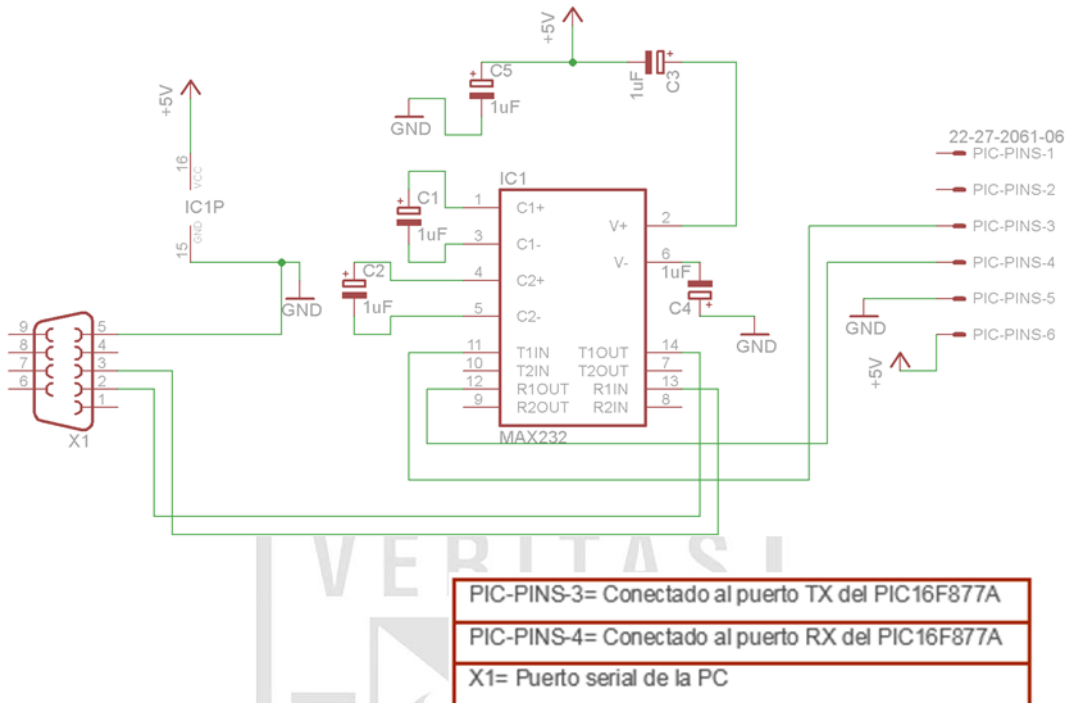 +5V
C5
1uF
GND
1uF
C3
+5V
16
VCC
IC1P
GND
15
GND
22-27-2061-06
PIC-PINS-1
PIC-PINS-2
PIC-PINS-3
PIC-PINS-4
PIC-PINS-5
PIC-PINS-6
GND
+5V
IC1
C1
1uF
C2
1uF
1 C1+
3 C1-
4 C2+
5 C2-
V+ 2
V- 6
1uF
C4
GND
11 T1IN T1OUT 14
10 T2IN T2OUT 7
12 R1OUT R1IN 13
9 R2OUT R2IN 8
MAX232
9
8
7
6
5
4
3
2
1
X1
VERITASI
PIC-PINS-3= Conectado al puerto TX del PIC16F877A
PIC-PINS-4= Conectado al puerto RX del PIC16F877A
X1= Puerto serial de la PC